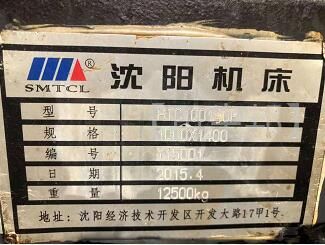 SMTCL ® 沈阳机床
型号
规格 1000X1400
编号
日期 2015.4
重量 12500kg
地址: 沈阳经济技术开发区开发大路17甲1号